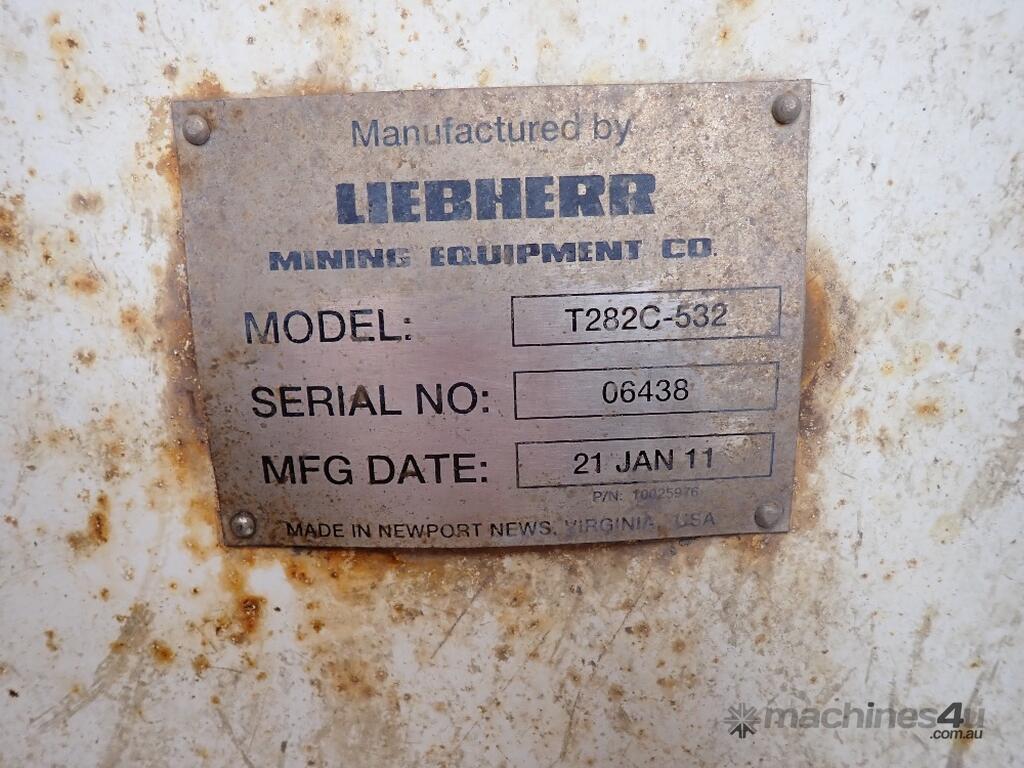 Manufactured by
LIEBHERR
MINING EQUIPMENT CO.
MODEL: T282C-532
SERIAL NO: 06438
MFG DATE: 21 JAN 11
P/N: 10025976
MADE IN NEWPORT NEWS, VIRGINIA, USA
machines4u
.com.au